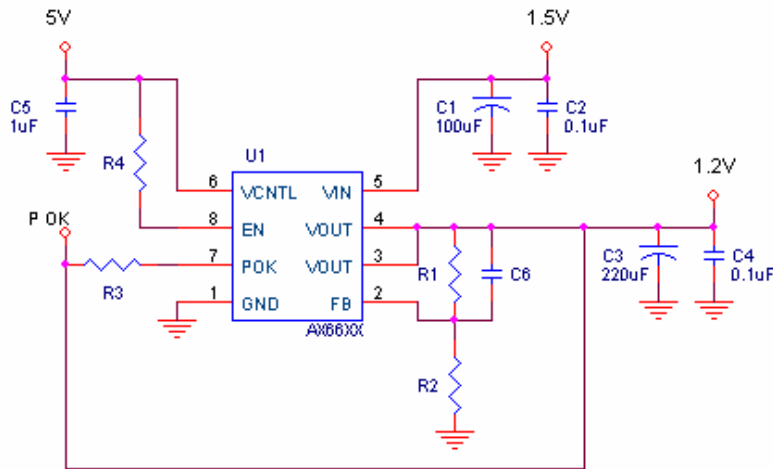 5V
1.5V
C5
1uF
C1
100uF
C2
0.1uF
R4
U1
6
VCNTL
VIN
5
1.2V
P OK
8
EN
VOUT
4
7
POK
VOUT
3
R1
C6
C3
220uF
C4
0.1uF
R3
1
GND
FB
2
AX66XX
R2